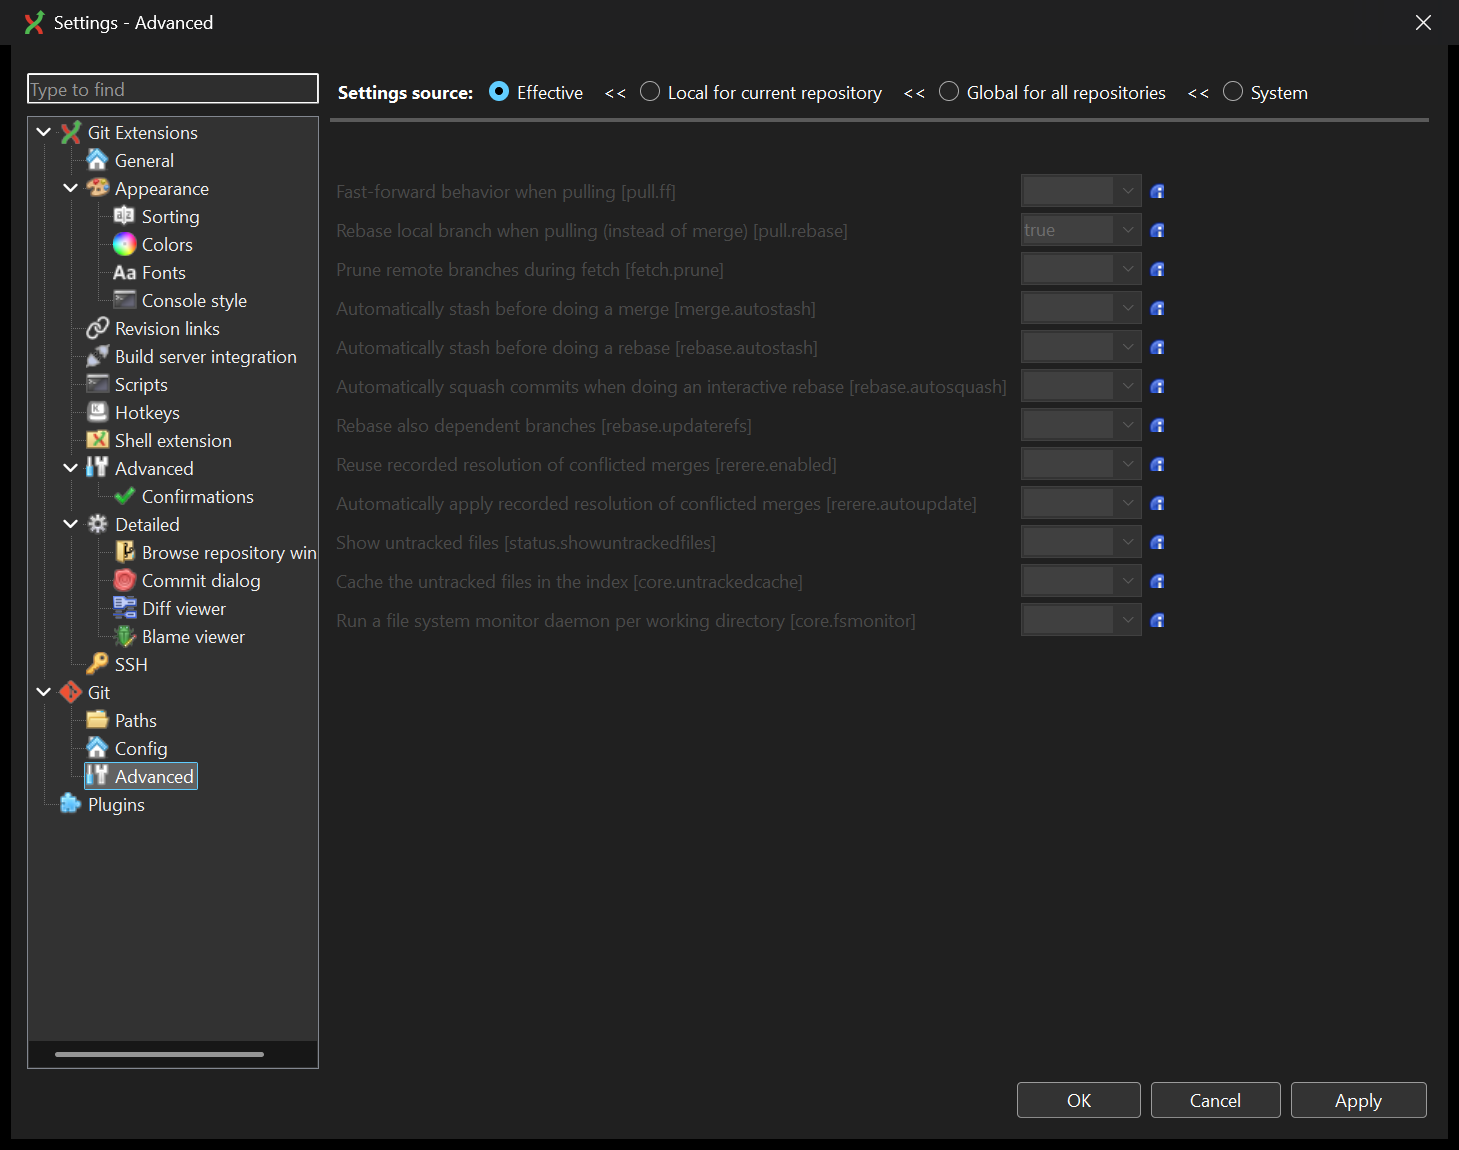 Settings - Advanced
Type to find
Settings source: Effective << Local for current repository << Global for all repositories << System
Git Extensions
General
Appearance
Sorting
Colors
Aa Fonts
Console style
Revision links
Build server integration
Scripts
Hotkeys
Shell extension
Advanced
Confirmations
Detailed
Browse repository win
Commit dialog
Diff viewer
Blame viewer
SSH
Git
Paths
Config
Advanced
Plugins
Fast-forward behavior when pulling [pull.ff]
Rebase local branch when pulling (instead of merge) [pull.rebase] true
Prune remote branches during fetch [fetch.prune]
Automatically stash before doing a merge [merge.autostash]
Automatically stash before doing a rebase [rebase.autostash]
Automatically squash commits when doing an interactive rebase [rebase.autosquash]
Rebase also dependent branches [rebase.updaterefs]
Reuse recorded resolution of conflicted merges [rerere.enabled]
Automatically apply recorded resolution of conflicted merges [rerere.autoupdate]
Show untracked files [status.showuntrackedfiles]
Cache the untracked files in the index [core.untrackedcache]
Run a file system monitor daemon per working directory [core.fsmonitor]
OK Cancel Apply